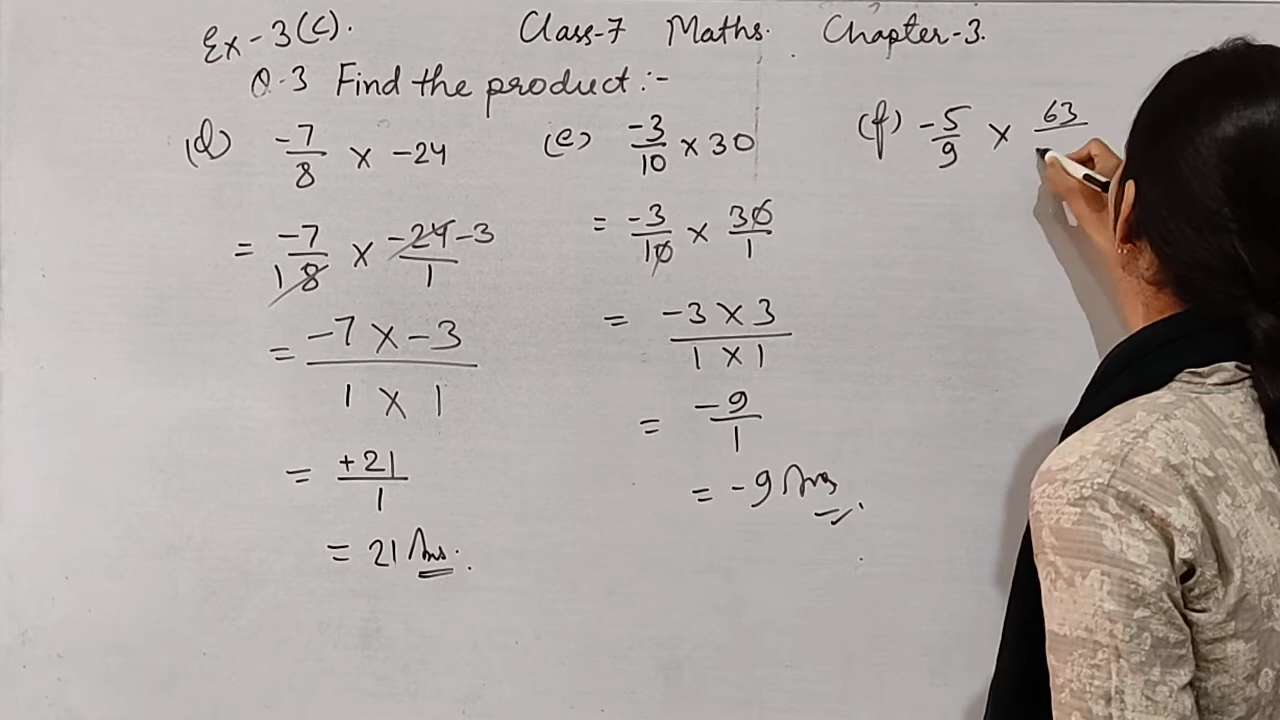 Ex-3(c). Class-7 Maths. Chapter-3.
Q.3 Find the product :-
(d) -7/8 × -24
= -7/1 8 × -24 -3/1
= -7 × -3/1 × 1
= +21/1
= 21 Ans.
(e) -3/10 × 30
= -3/10 × 30/1
= -3 × 3/1 × 1
= -9/1
= -9 Ans.
(f) -5/9 × 63/